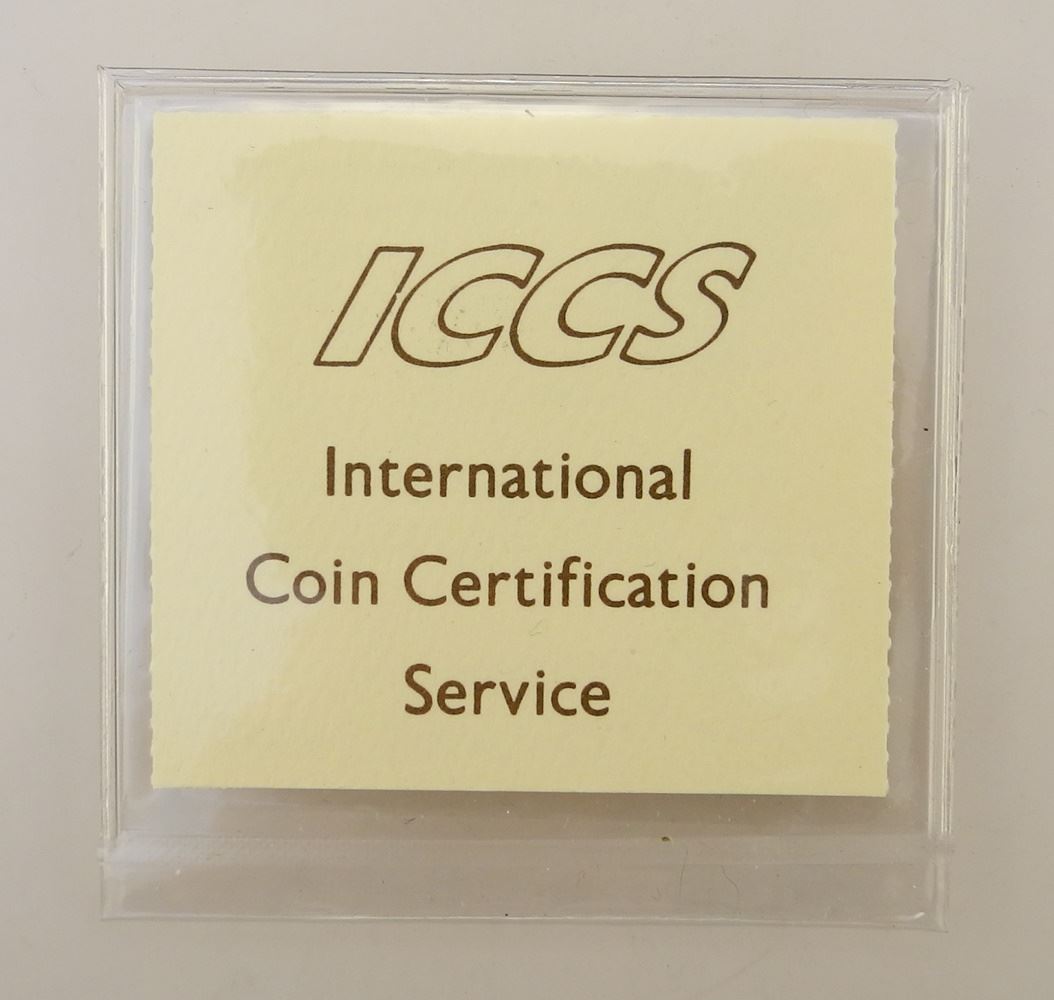 ICCS
International
Coin Certification
Service